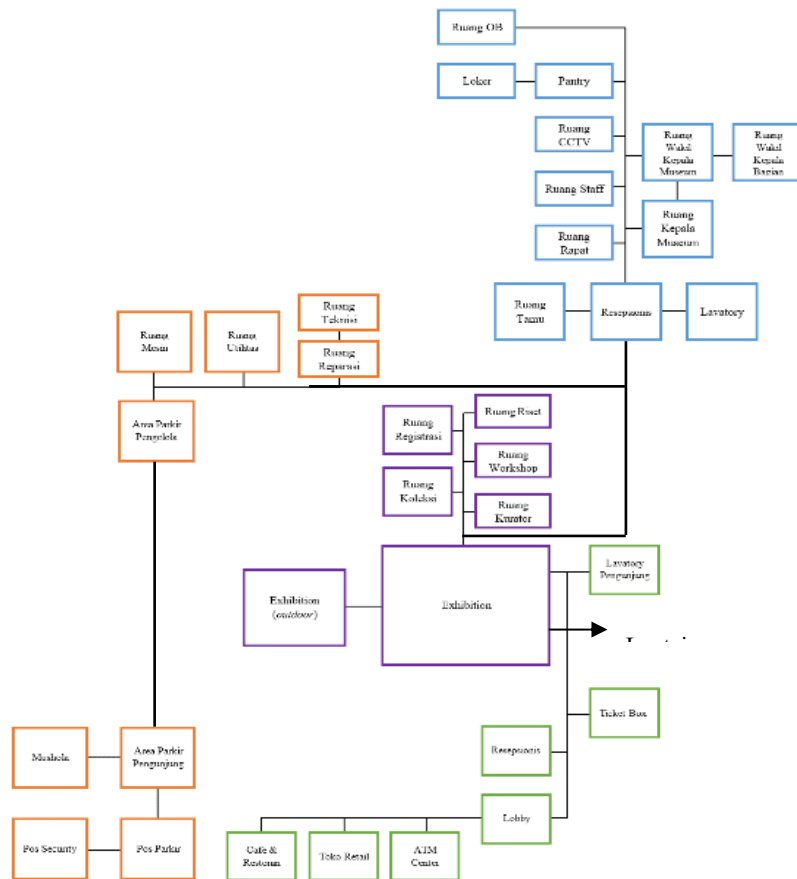 Ruang OB
Loker
Pantry
Ruang
CCTV
Ruang
Wakil
Kepala
Museum
Ruang
Wakil
Kepala
Bagian
Ruang Staff
Ruang
Kepala
Museum
Ruang
Rapat
Ruang
Tamu
Resepsionis
Lavatory
Ruang
Teknisi
Ruang
Mesin
Ruang
Utilitas
Ruang
Reparasi
Area Parkir
Pengelola
Ruang
Registrasi
Ruang Riset
Ruang
Workshop
Ruang
Koleksi
Ruang
Kurator
Lavatory
Pengunjung
Exhibition
(outdoor)
Exhibition
Ticket Box
Mushola
Area Parkir
Pengunjung
Resepsionis
Lobby
Pos Security
Pos Parkir
Cafe &
Restoran
Toko Retail
ATM
Center